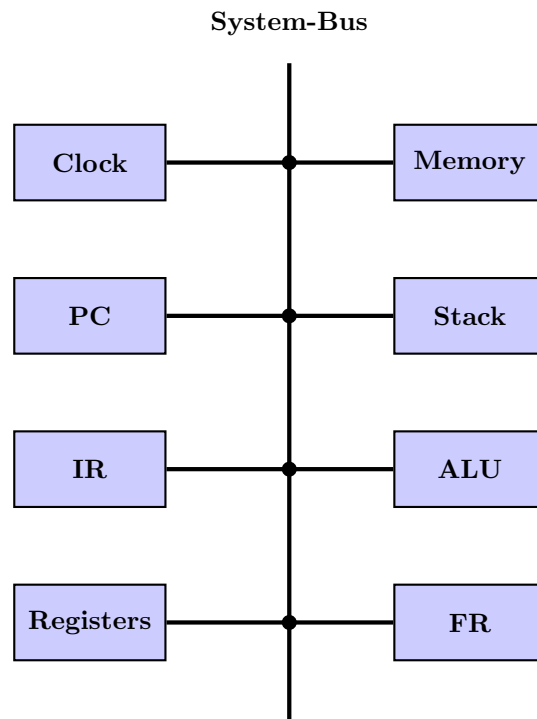 System-Bus
Clock
Memory
PC
Stack
IR
ALU
Registers
FR